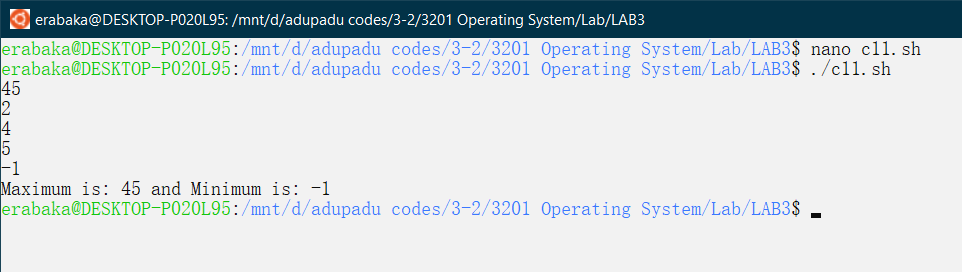 erabaka@DESKTOP-P020L95: /mnt/d/adupadu codes/3-2/3201 Operating System/Lab/LAB3
erabaka@DESKTOP-P020L95:/mnt/d/adupadu codes/3-2/3201 Operating System/Lab/LAB3$ nano c11.sh
erabaka@DESKTOP-P020L95:/mnt/d/adupadu codes/3-2/3201 Operating System/Lab/LAB3$ ./c11.sh
45
2
4
5
-1
Maximum is: 45 and Minimum is: -1
erabaka@DESKTOP-P020L95:/mnt/d/adupadu codes/3-2/3201 Operating System/Lab/LAB3$